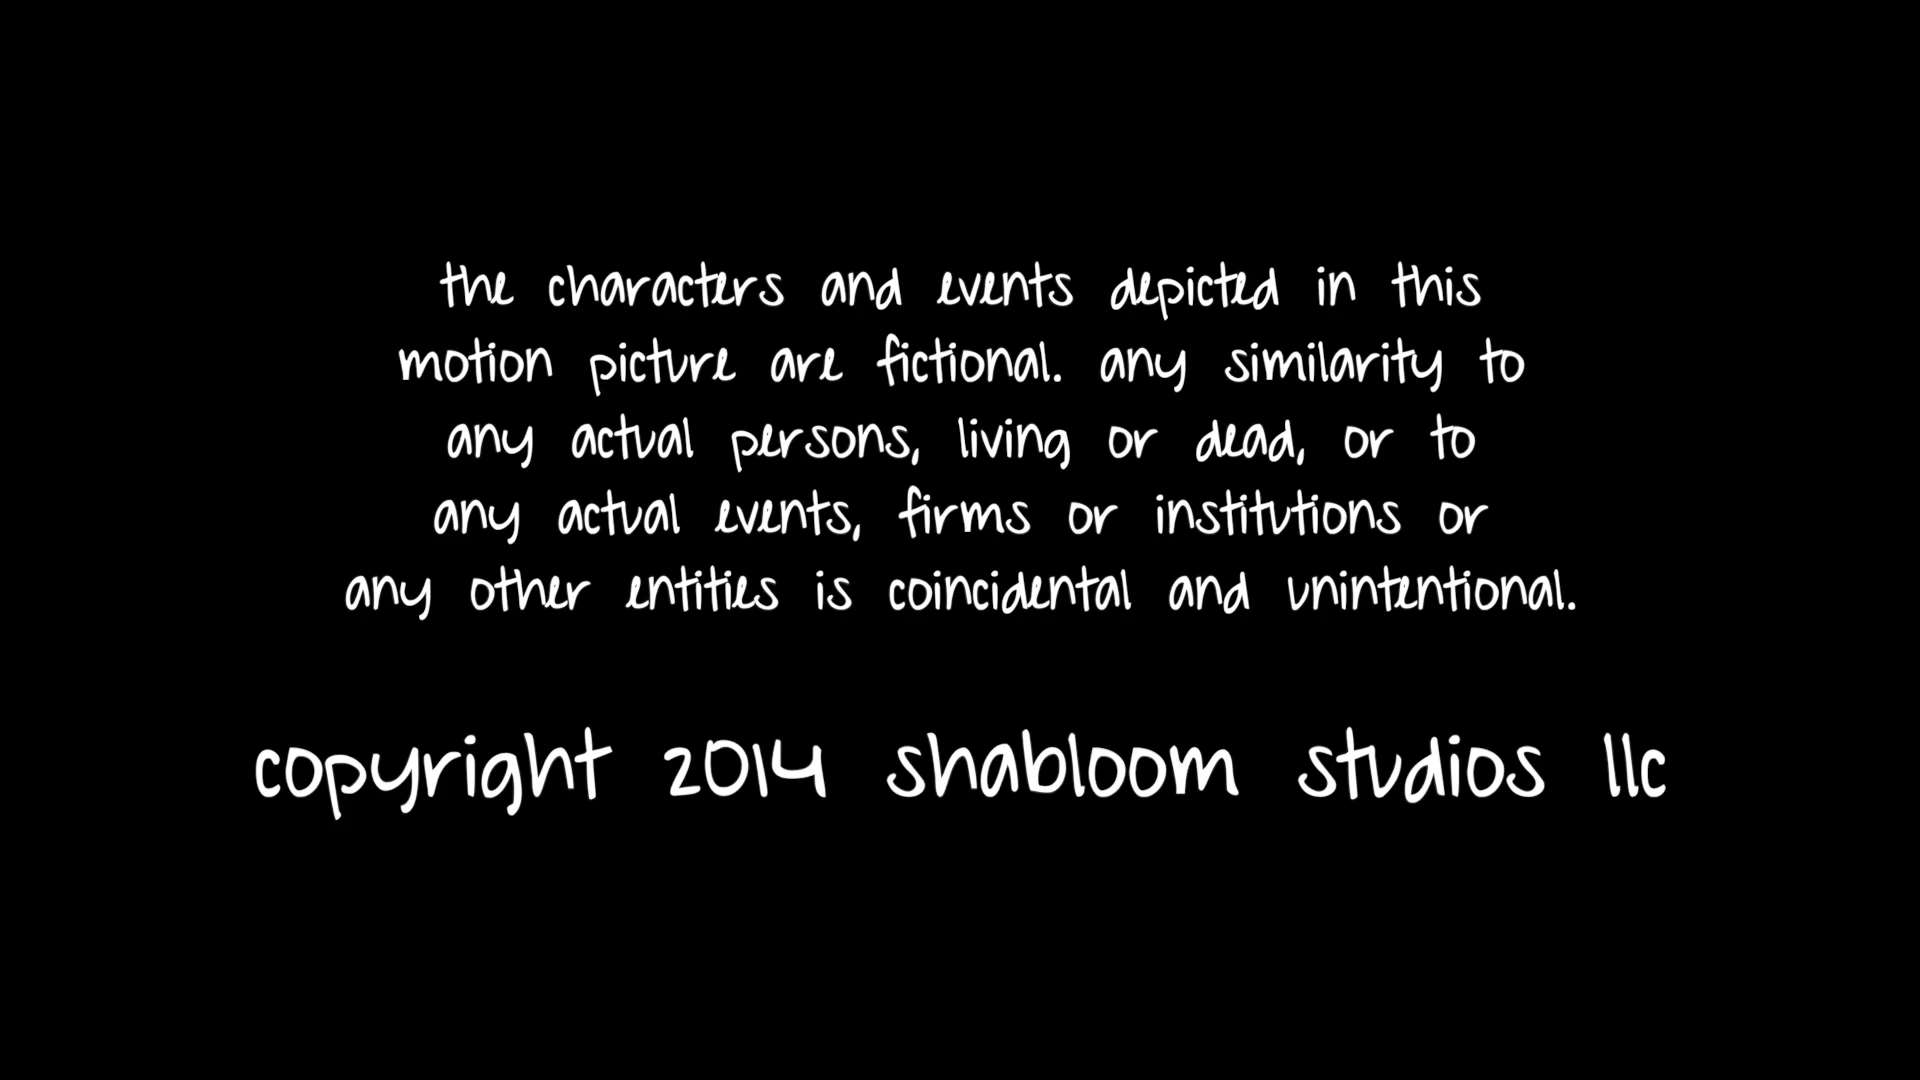 the characters and events depicted in this
motion picture are fictional. any similarity to
any actual persons, living or dead, or to
any actual events, firms or institutions or
any other entities is coincidental and unintentional.
copyright 2014 shabloom studios llc